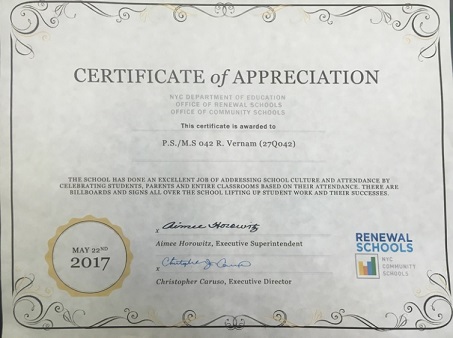 CERTIFICATE of APPRECIATION
NYC DEPARTMENT OF EDUCATION
OFFICE OF RENEWAL SCHOOLS
OFFICE OF COMMUNITY SCHOOLS
This certificate is awarded to
P.S./M.S 042 R. Vernam (27Q042)
THE SCHOOL HAS DONE AN EXCELLENT JOB OF ADDRESSING SCHOOL CULTURE AND ATTENDANCE BY
CELEBRATING STUDENTS, PARENTS AND ENTIRE CLASSROOMS BASED ON THEIR ATTENDANCE. THERE ARE
BILLBOARDS AND SIGNS ALL OVER THE SCHOOL LIFTING UP STUDENT WORK AND THEIR SUCCESSES.
MAY 22ND
2017
x Aimee Horowitz
Aimee Horowitz, Executive Superintendent
x Christopher Caruso
Christopher Caruso, Executive Director
RENEWAL
SCHOOLS
NYC
COMMUNITY
SCHOOLS